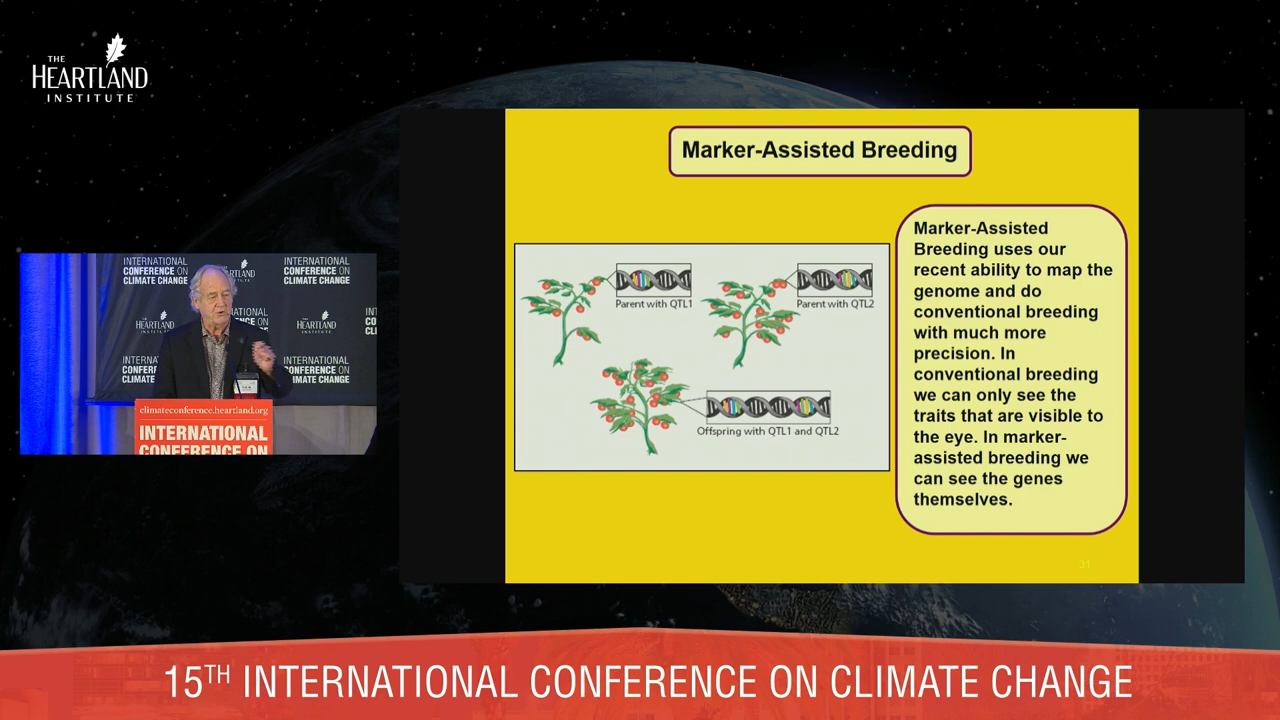 THE
HEARTLAND
INSTITUTE
Marker-Assisted Breeding
Parent with QTL1
Parent with QTL2
Offspring with QTL1 and QTL2
Marker-Assisted
Breeding uses our
recent ability to map the
genome and do
conventional breeding
with much more
precision. In
conventional breeding
we can only see the
traits that are visible to
the eye. In marker-
assisted breeding we
can see the genes
themselves.
31
INTERNATIONAL
CONFERENCE ON
CLIMATE CHANGE
INTERNATIONAL
CONFERENCE ON
CLIMATE CHANGE
HEARTLAND
HEARTLAND
INTERNATIONAL
CONFERENCE ON
CLIMATE CHANGE
climateconference.heartland.org
INTERNATIONAL
CONFERENCE ON
15TH INTERNATIONAL CONFERENCE ON CLIMATE CHANGE